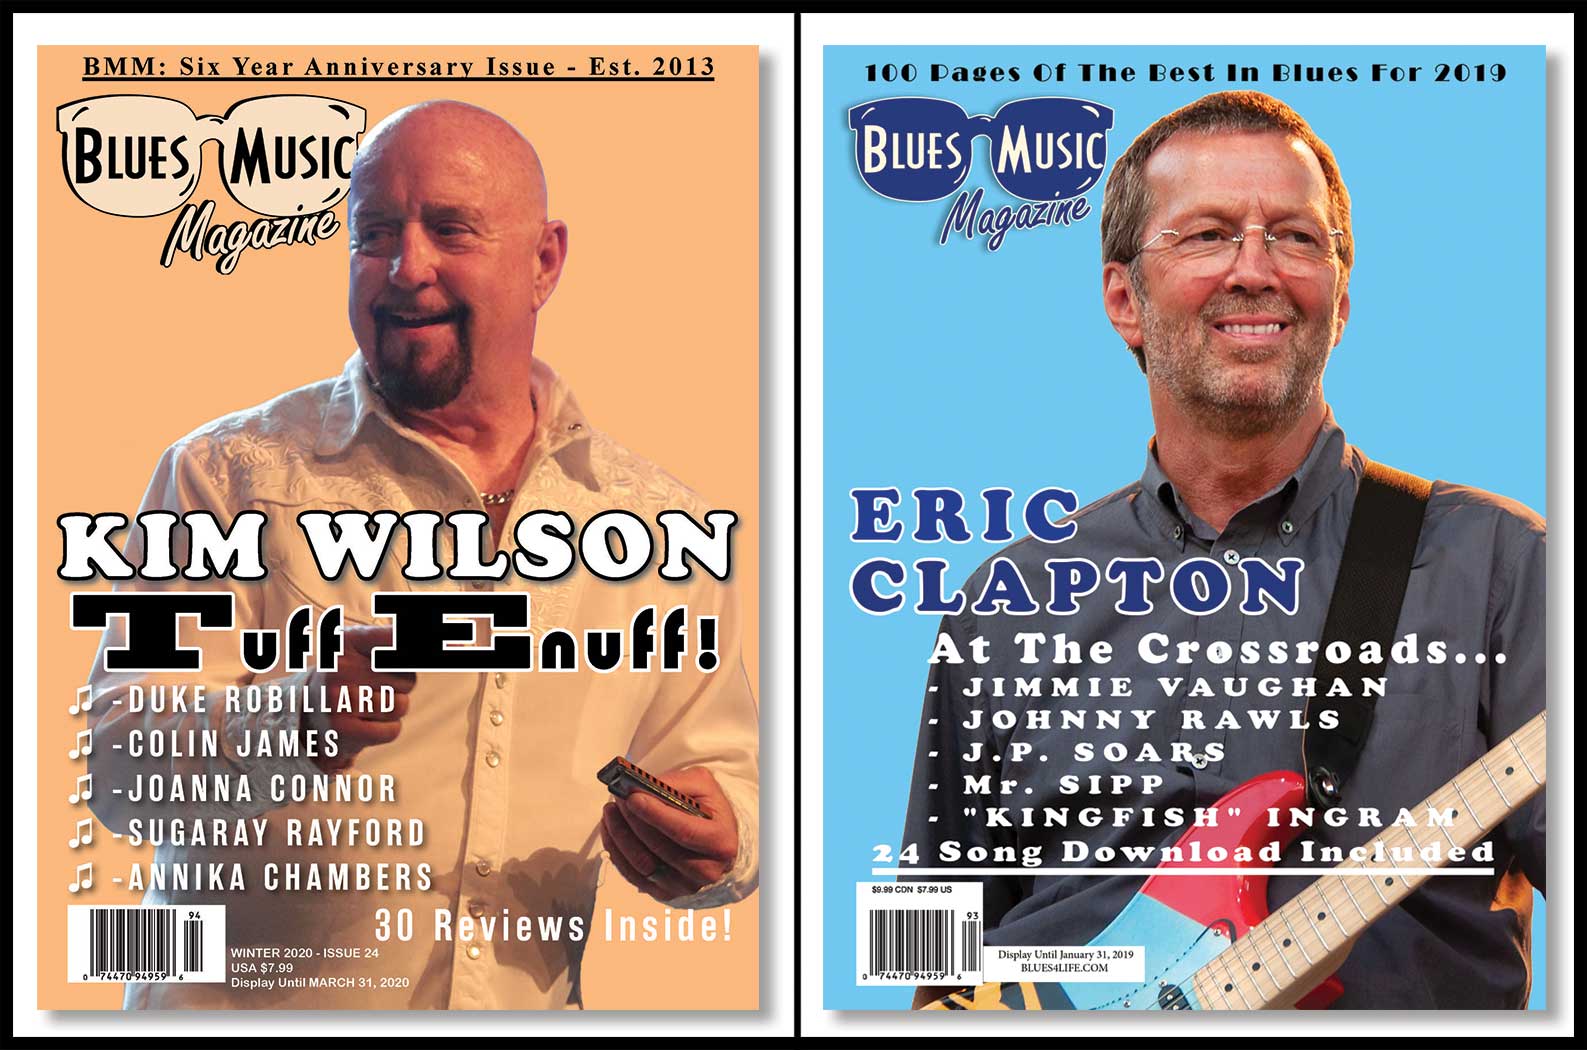 BMM: Six Year Anniversary Issue - Est. 2013
BLUES MUSIC
Magazine
KIM WILSON
Tuff Enuff!
♫ -DUKE ROBILLARD
♫ -COLIN JAMES
♫ -JOANNA CONNOR
♫ -SUGARAY RAYFORD
♫ -ANNIKA CHAMBERS
30 Reviews Inside!
94
0 74470 94959 6
WINTER 2020 - ISSUE 24
USA $7.99
Display Until MARCH 31, 2020
100 Pages Of The Best In Blues For 2019
BLUES MUSIC
Magazine
ERIC
CLAPTON
At The Crossroads...
- JIMMIE VAUGHAN
- JOHNNY RAWLS
- J.P. SOARS
- Mr. SIPP
- "KINGFISH" INGRAM
24 Song Download Included
$9.99 CDN $7.99 US
93
0 74470 94959 6
Display Until January 31, 2019
BLUES4LIFE.COM